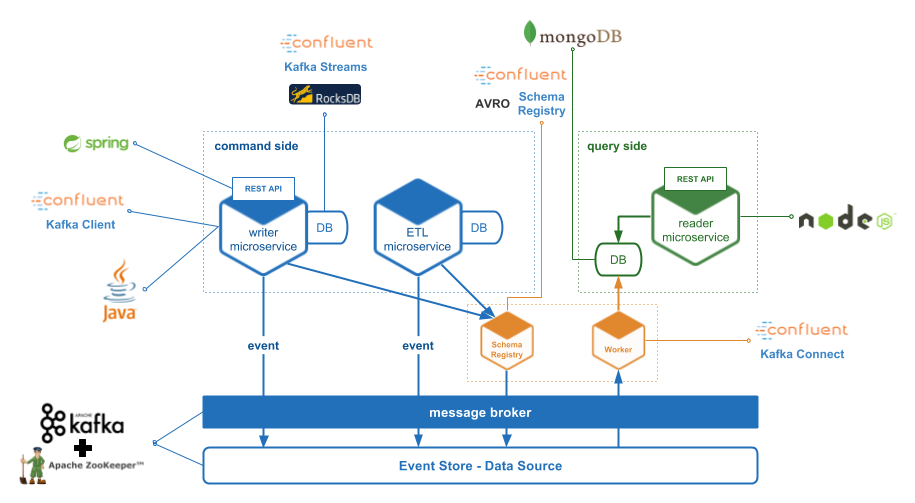 mongoDB
confluent
Kafka Streams
RocksDB
confluent
AVRO
Schema
Registry
spring
command side
query side
REST API
REST API
confluent
Kafka Client
writer
microservice
DB
ETL
microservice
DB
reader
microservice
node
JS
DB
Java
event
event
Schema
Registry
Worker
confluent
Kafka Connect
APACHE
kafka
message broker
Apache ZooKeeper™
Event Store - Data Source